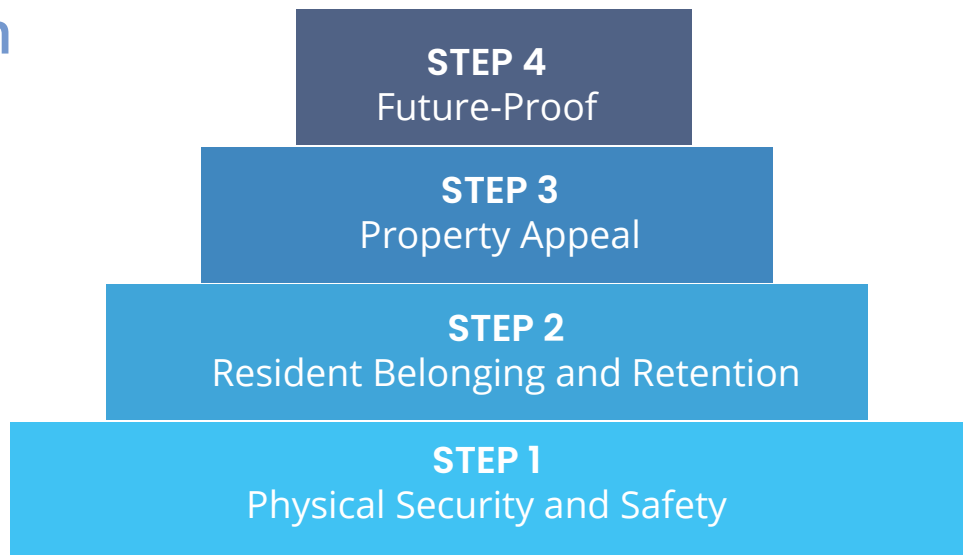 n
STEP 4
Future-Proof
STEP 3
Property Appeal
STEP 2
Resident Belonging and Retention
STEP 1
Physical Security and Safety